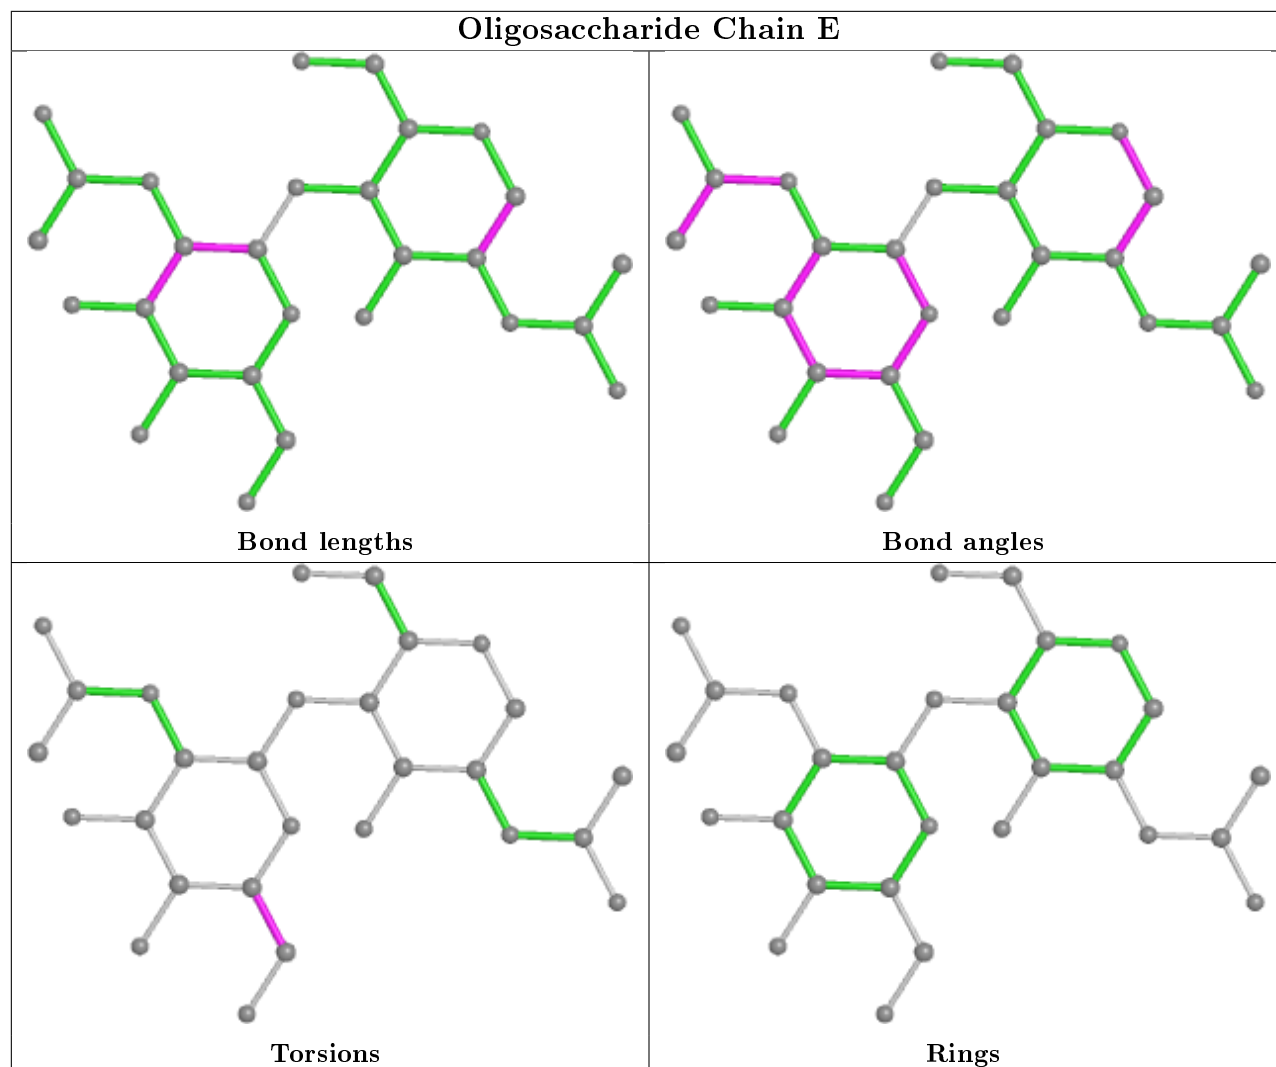 Oligosaccharide Chain E
Bond lengths
Bond angles
Torsions
Rings